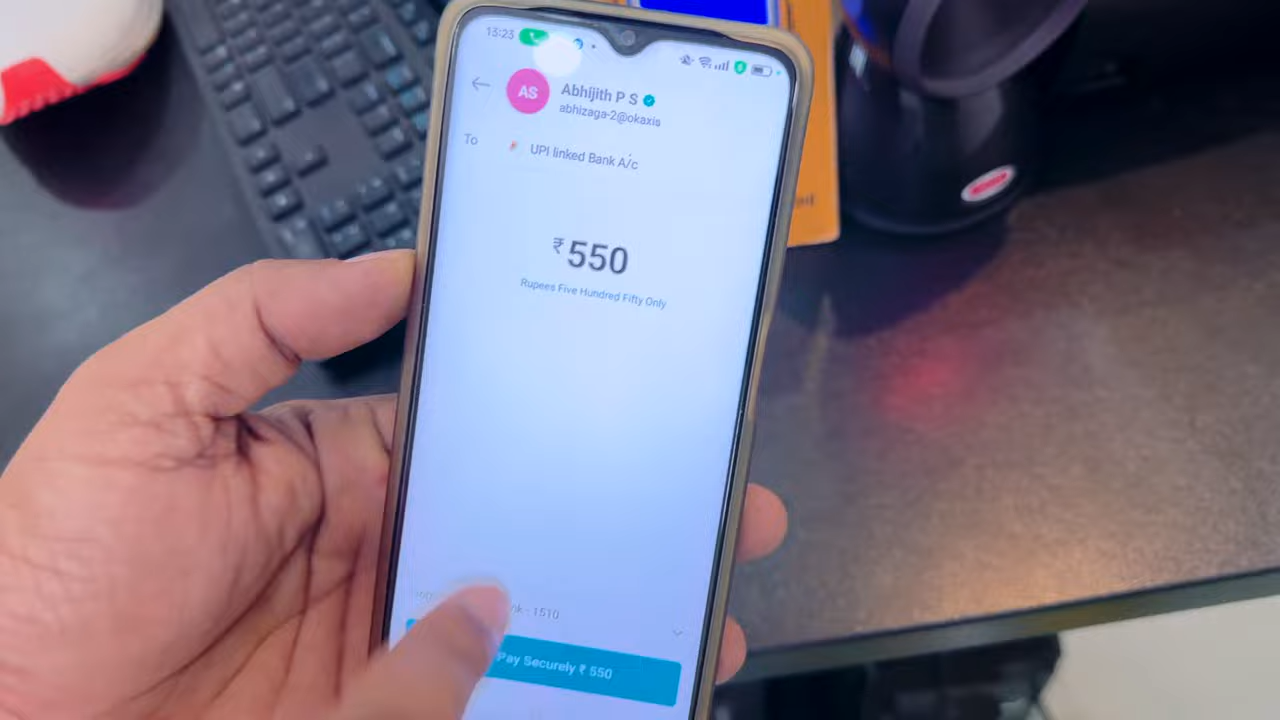 13:23
AS
Abhijith P S
abhizaga-2@okaxis
To
UPI linked Bank A/c
₹550
Rupees Five Hundred Fifty Only
- 1510
Pay Securely ₹ 550